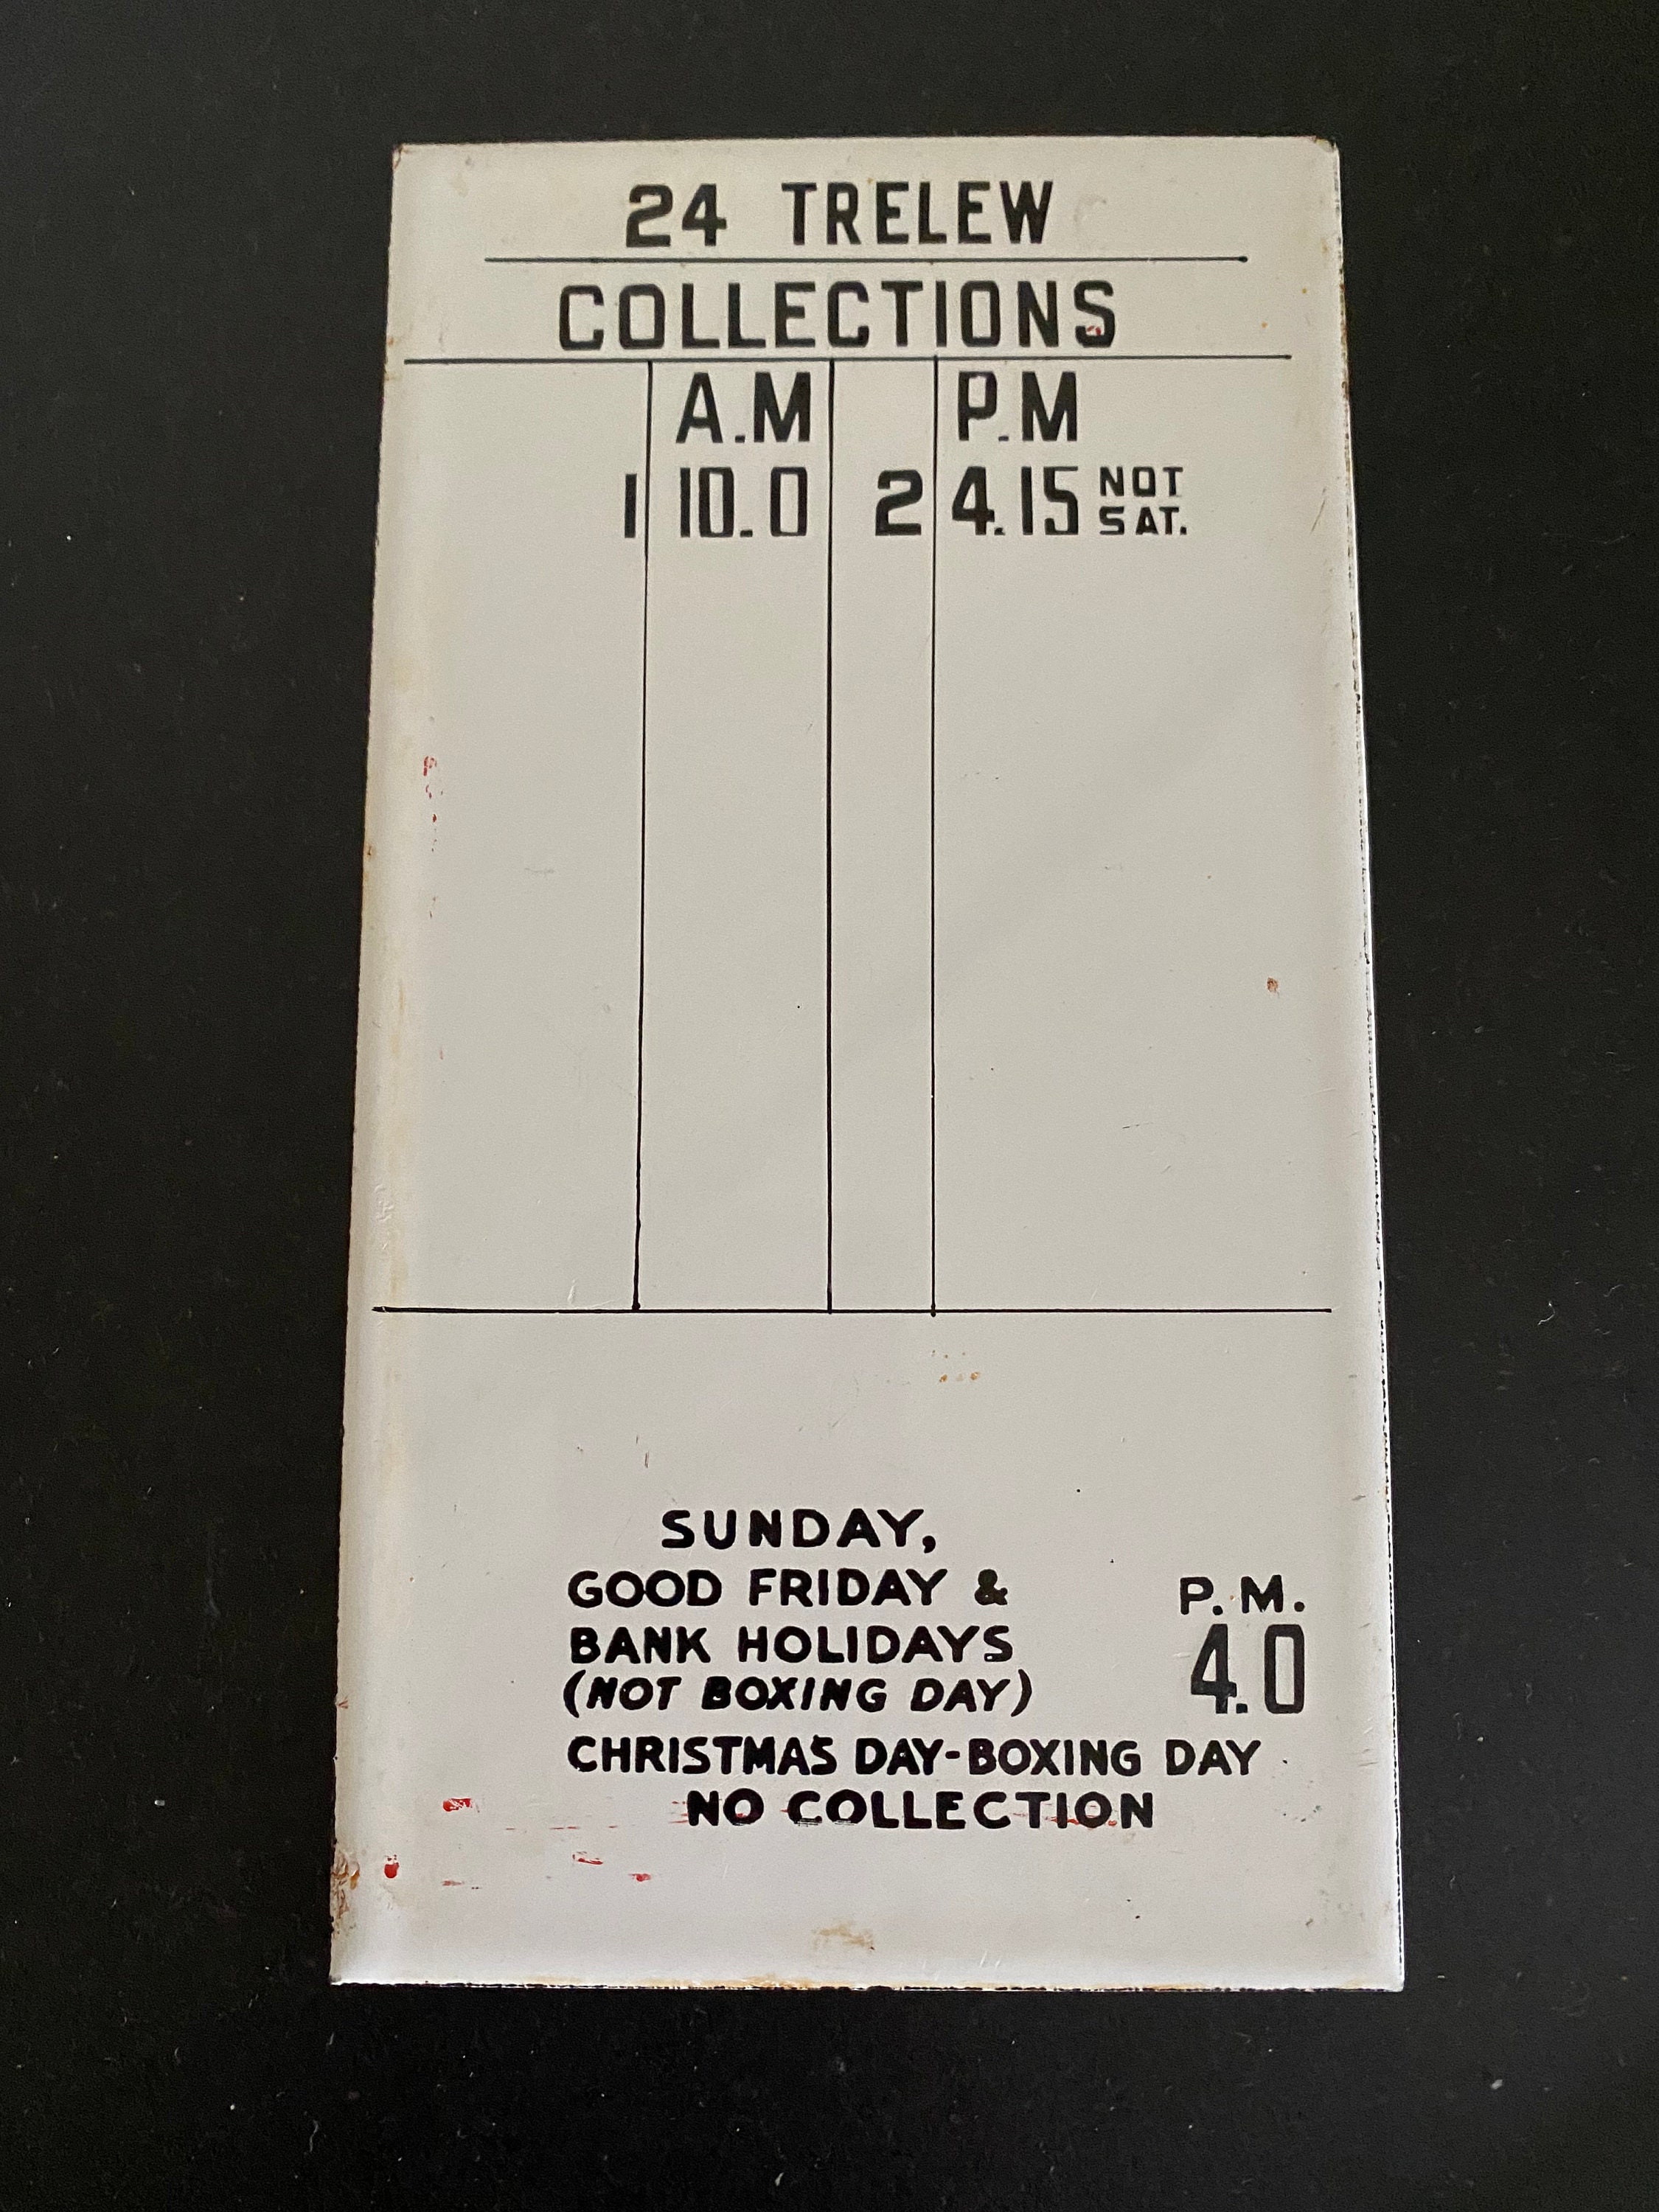 24 TRELEW
COLLECTIONS
A.M P.M
1 10.0 2 4.15 NOT SAT.
SUNDAY,
GOOD FRIDAY & P.M.
BANK HOLIDAYS 4.0
(NOT BOXING DAY)
CHRISTMAS DAY-BOXING DAY
NO COLLECTION